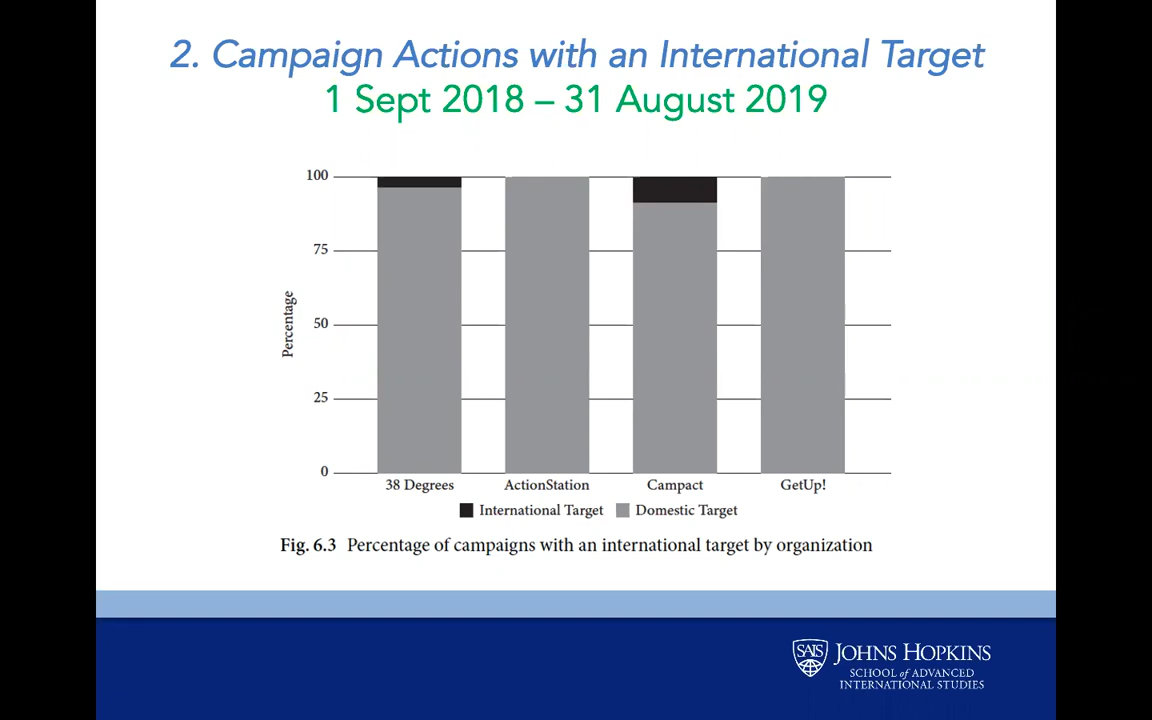 2. Campaign Actions with an International Target
1 Sept 2018 – 31 August 2019
100
75
50
25
0
Percentage
38 Degrees
ActionStation
Campact
GetUp!
International Target
Domestic Target
Fig. 6.3 Percentage of campaigns with an international target by organization
SAIS
JOHNS HOPKINS
SCHOOL of ADVANCED
INTERNATIONAL STUDIES